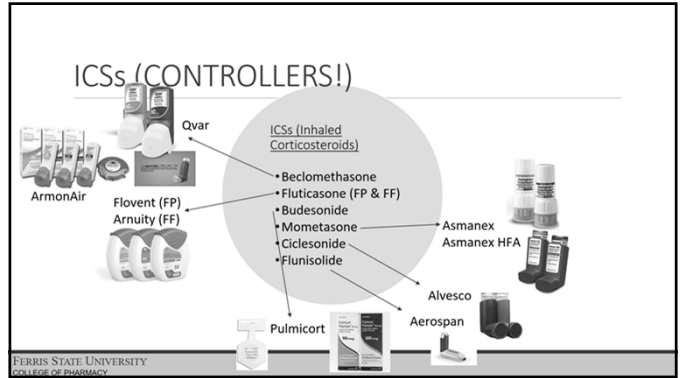 ICSs (CONTROLLERS!)
Qvar
ICSs (Inhaled
Corticosteroids)
• Beclomethasone
• Fluticasone (FP & FF)
• Budesonide
• Mometasone
• Ciclesonide
• Flunisolide
ArmonAir
Flovent (FP)
Arnuity (FF)
Asmanex
Asmanex HFA
Alvesco
Aerospan
Pulmicort
FERRIS STATE UNIVERSITY
COLLEGE OF PHARMACY